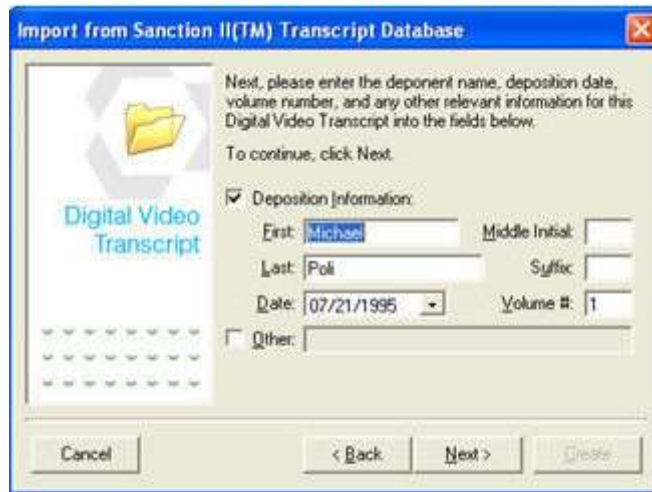 Import from Sanction II(TM) Transcript Database
Next, please enter the deponent name, deposition date,
volume number, and any other relevant information for this
Digital Video Transcript into the fields below.
To continue, click Next.
Digital Video
Transcript
Deposition Information:
First: Michael Middle Initial:
Last: Poli Suffix:
Date: 07/21/1995 Volume #: 1
Other:
Cancel < Back Next > Create